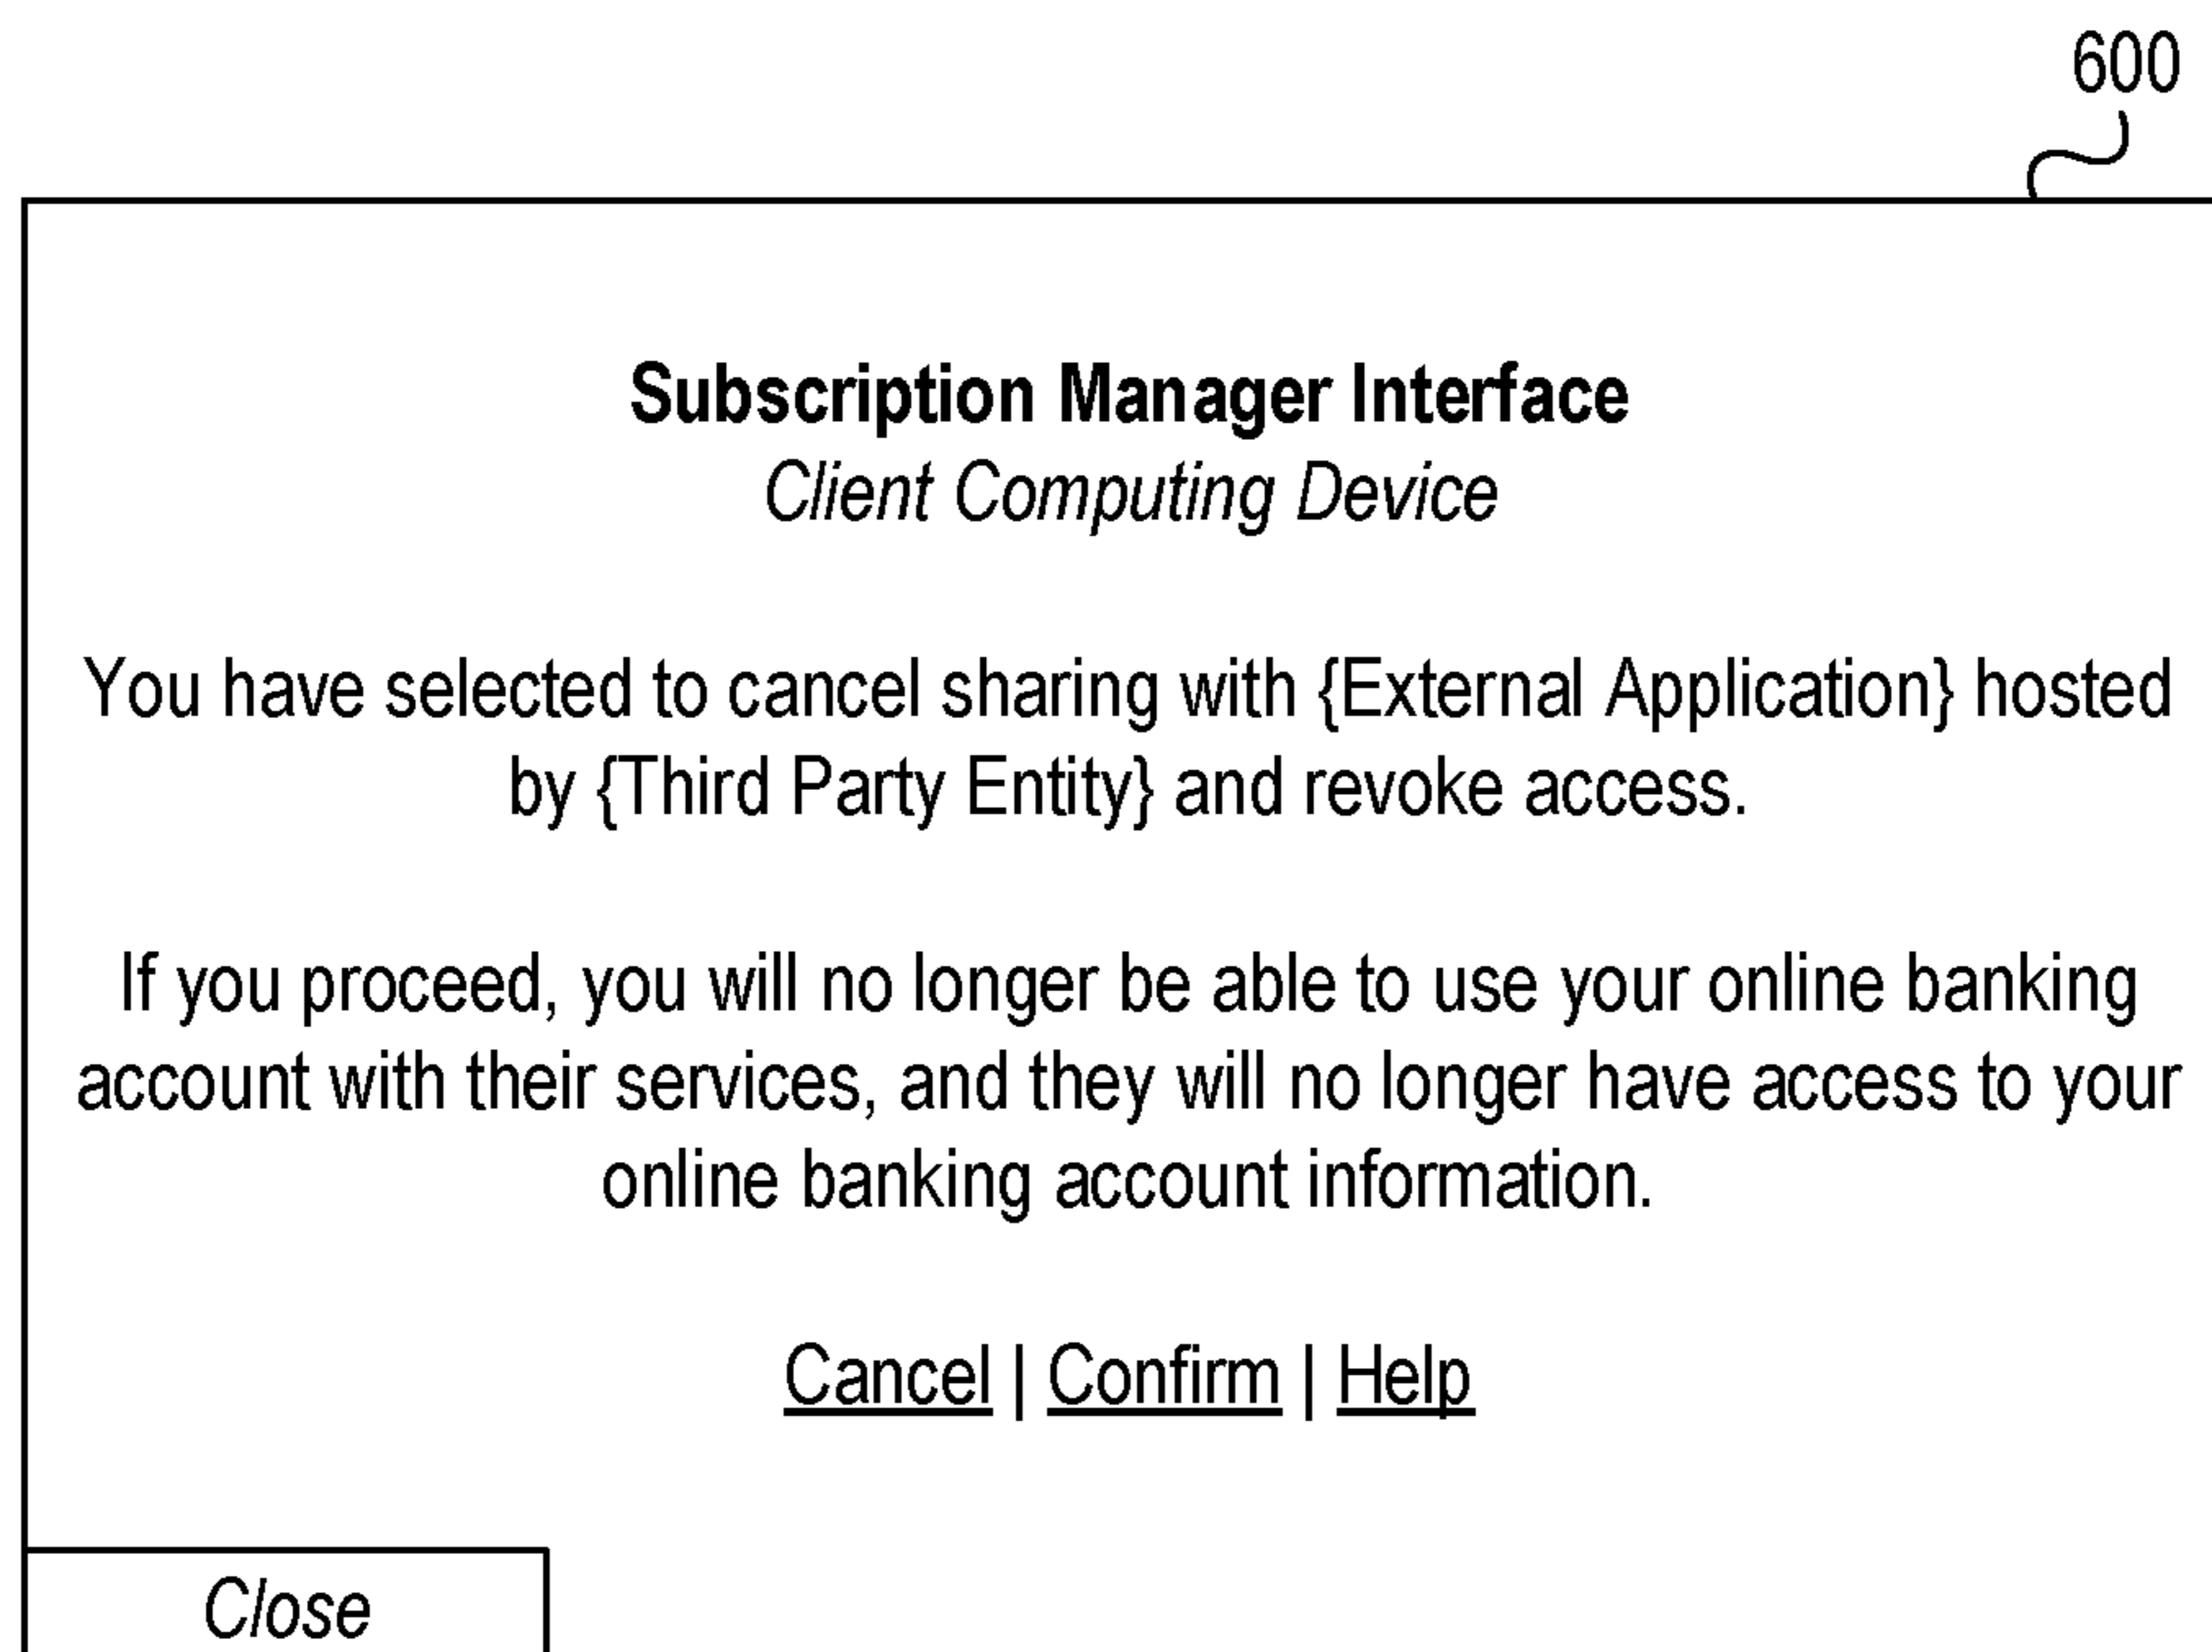 600
Subscription Manager Interface
Client Computing Device
You have selected to cancel sharing with {External Application} hosted
by {Third Party Entity} and revoke access.
If you proceed, you will no longer be able to use your online banking
account with their services, and they will no longer have access to your
online banking account information.
Cancel | Confirm | Help
Close